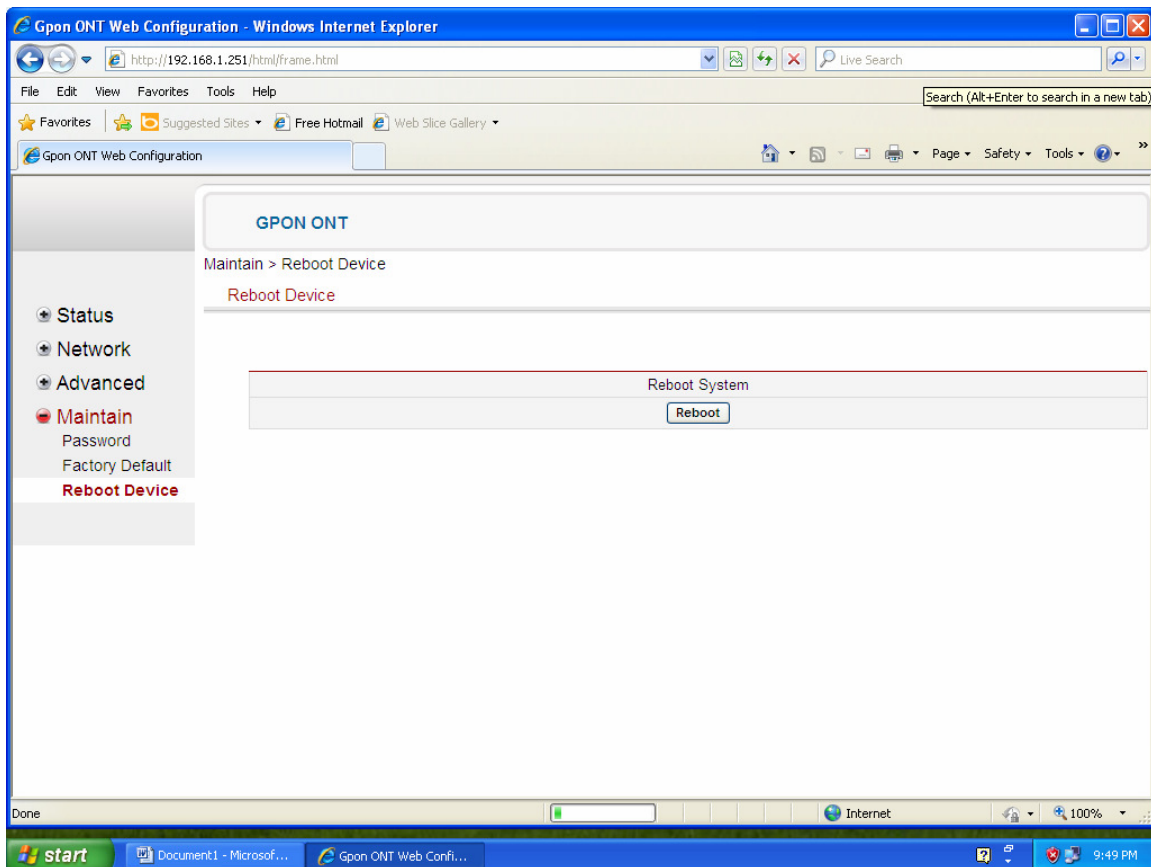 Gpon ONT Web Configuration - Windows Internet Explorer
http://192.168.1.251/html/frame.html
Live Search
File Edit View Favorites Tools Help
Search (Alt+Enter to search in a new tab)
Favorites Suggested Sites Free Hotmail Web Slice Gallery
Gpon ONT Web Configuration
Page Safety Tools »
GPON ONT
Maintain > Reboot Device
Reboot Device
Status
Network
Advanced
Maintain
Password
Factory Default
Reboot Device
Reboot System
Reboot
Done
Internet
100%
start
Document1 - Microsof...
Gpon ONT Web Confi...
9:49 PM